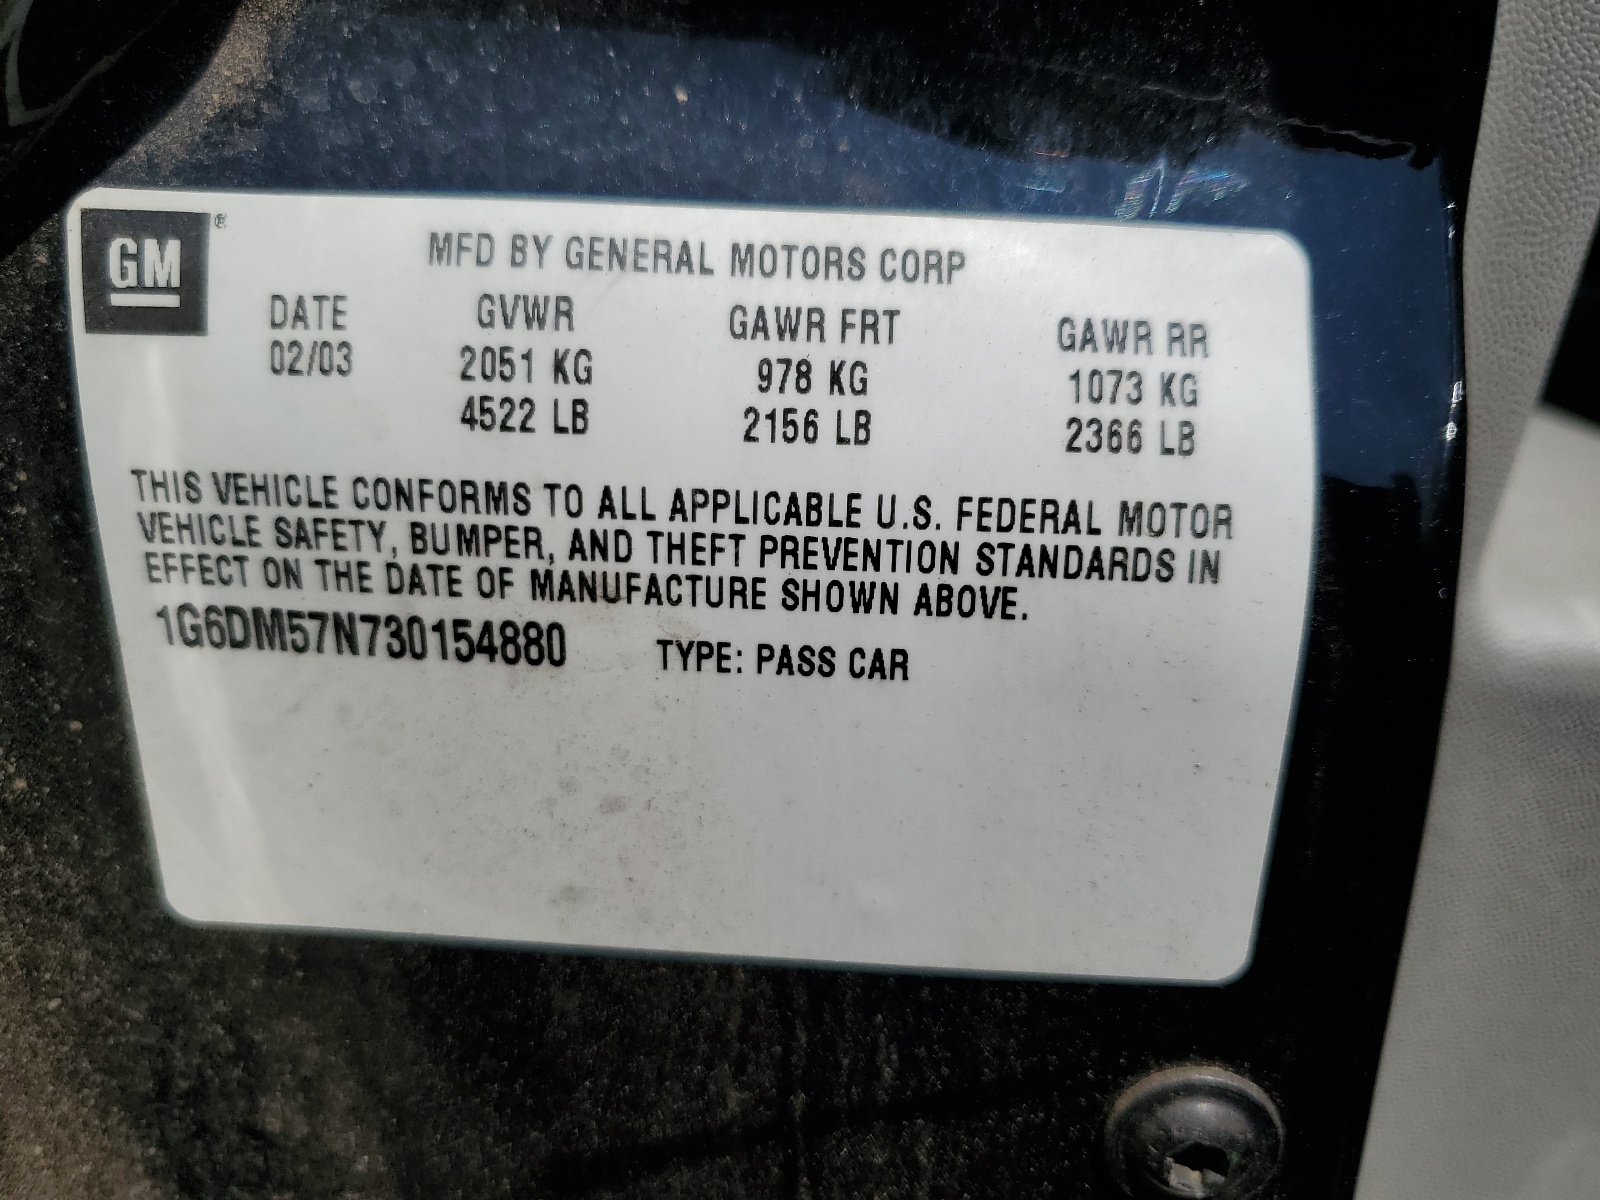 GM ®
MFD BY GENERAL MOTORS CORP
DATE GVWR GAWR FRT GAWR RR
02/03 2051 KG 978 KG 1073 KG
4522 LB 2156 LB 2366 LB
THIS VEHICLE CONFORMS TO ALL APPLICABLE U.S. FEDERAL MOTOR
VEHICLE SAFETY, BUMPER, AND THEFT PREVENTION STANDARDS IN
EFFECT ON THE DATE OF MANUFACTURE SHOWN ABOVE.
1G6DM57N730154880 TYPE: PASS CAR